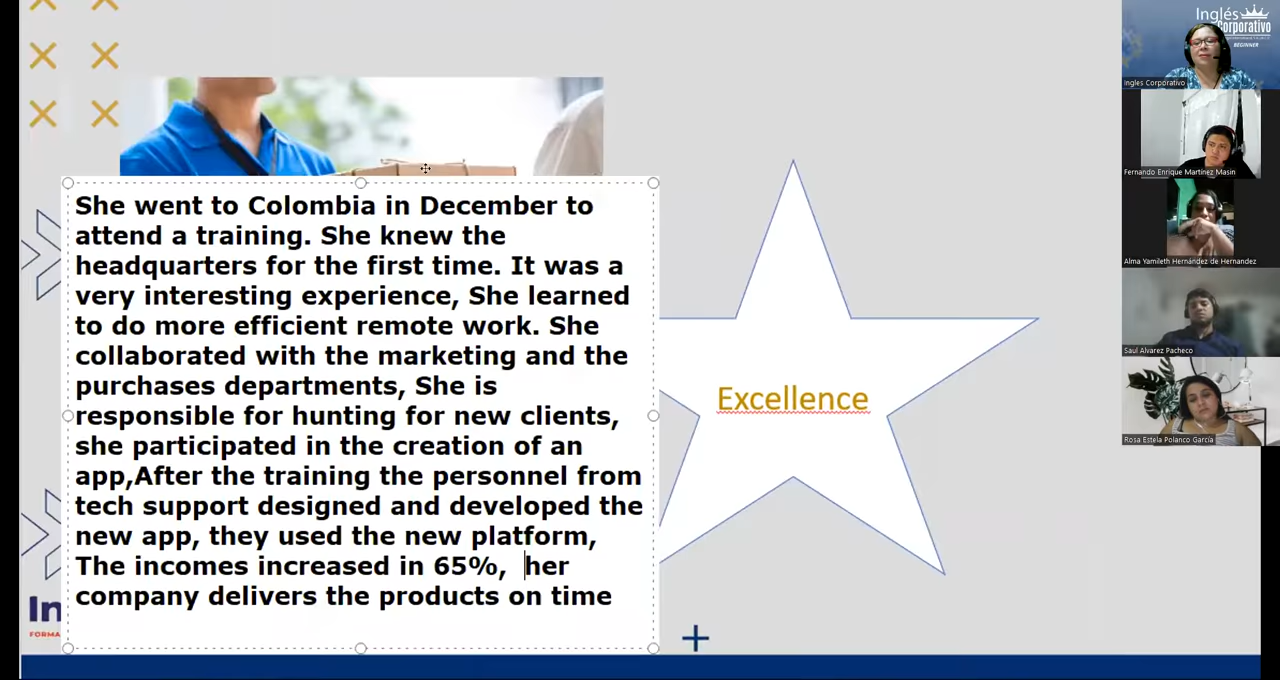 She went to Colombia in December to
attend a training. She knew the
headquarters for the first time. It was a
very interesting experience, She learned
to do more efficient remote work. She
collaborated with the marketing and the
purchases departments, She is
responsible for hunting for new clients,
she participated in the creation of an
app,After the training the personnel from
tech support designed and developed the
new app, they used the new platform,
The incomes increased in 65%, her
company delivers the products on time
Excellence
In
FORMA
Inglés
Corporativo
BEGINNER
Ingles Corporativo
Fernando Enrique Martínez Masin
Alma Yamileth Hernández de Hernandez
Saul Alvarez Pacheco
Rosa Estela Polanco García